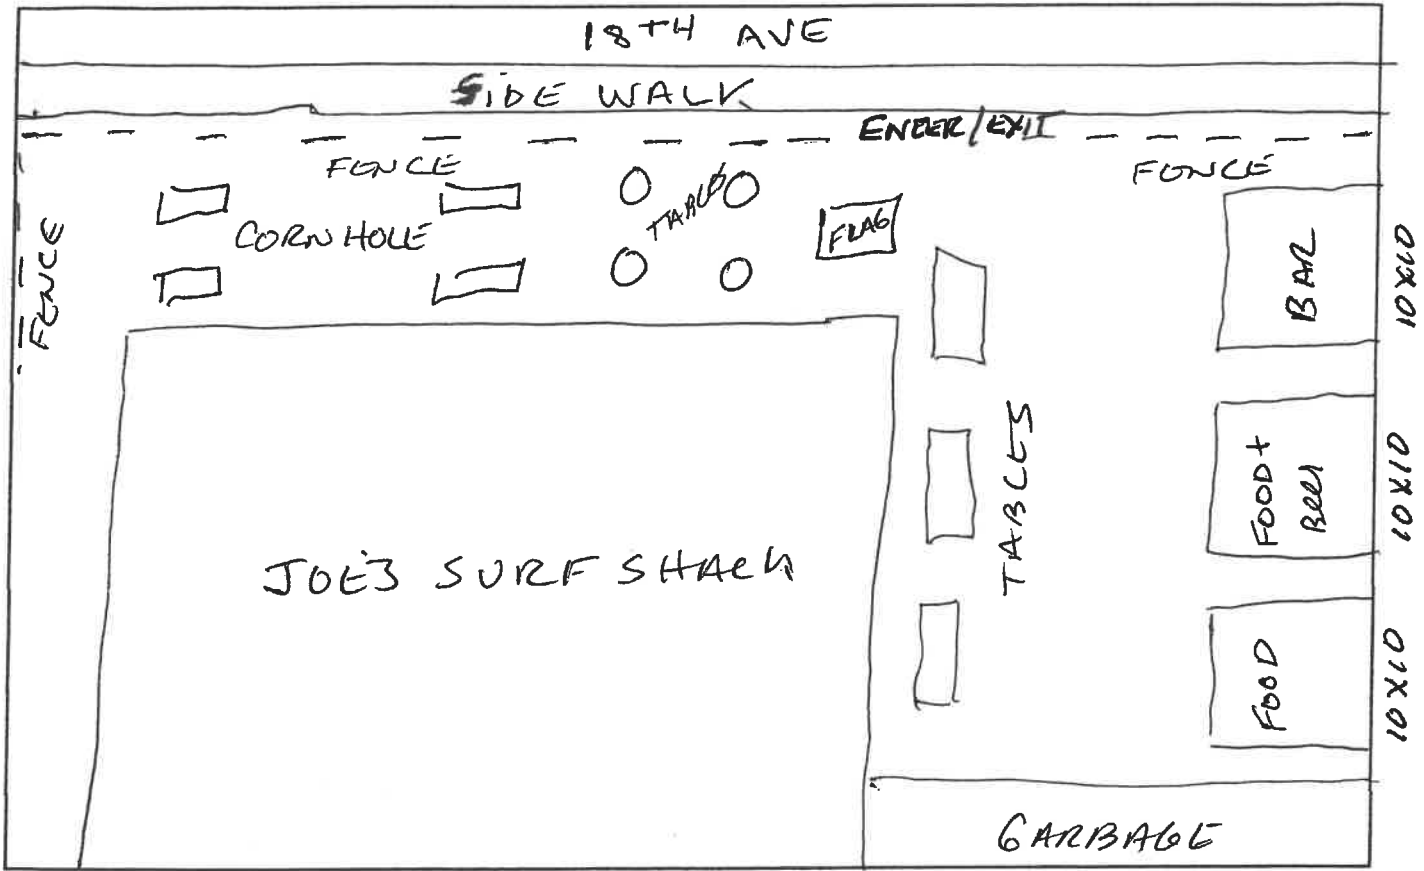 18TH AVE
SIDE WALK
ENTER/EXIT
FENCE
FENCE
FENCE
CORN HOLE
TABLES
FLAG
BAR
10X10
TABLES
FOOD +
Beer
10X10
JOE'S SURF SHACK
FOOD
10X10
GARBAGE